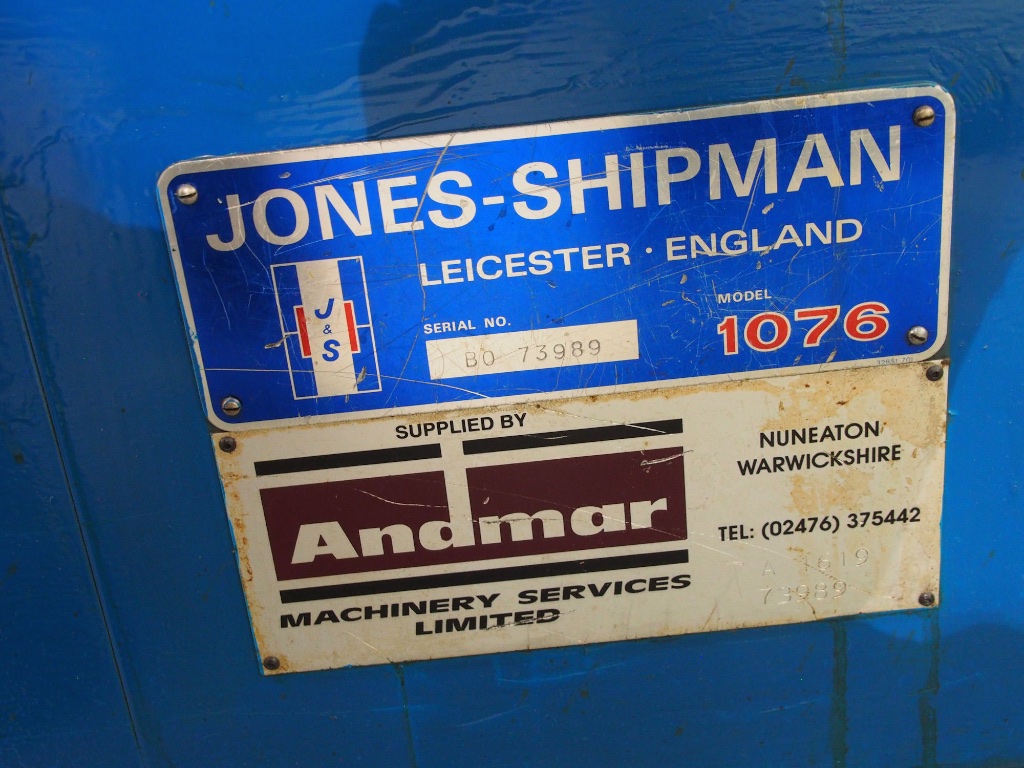 JONES-SHIPMAN
LEICESTER · ENGLAND
J
&
S
SERIAL NO.
BO 73989
MODEL
1076
SUPPLIED BY
Andmar
MACHINERY SERVICES
LIMITED
NUNEATON
WARWICKSHIRE
TEL: (02476) 375442
A 1619
73989